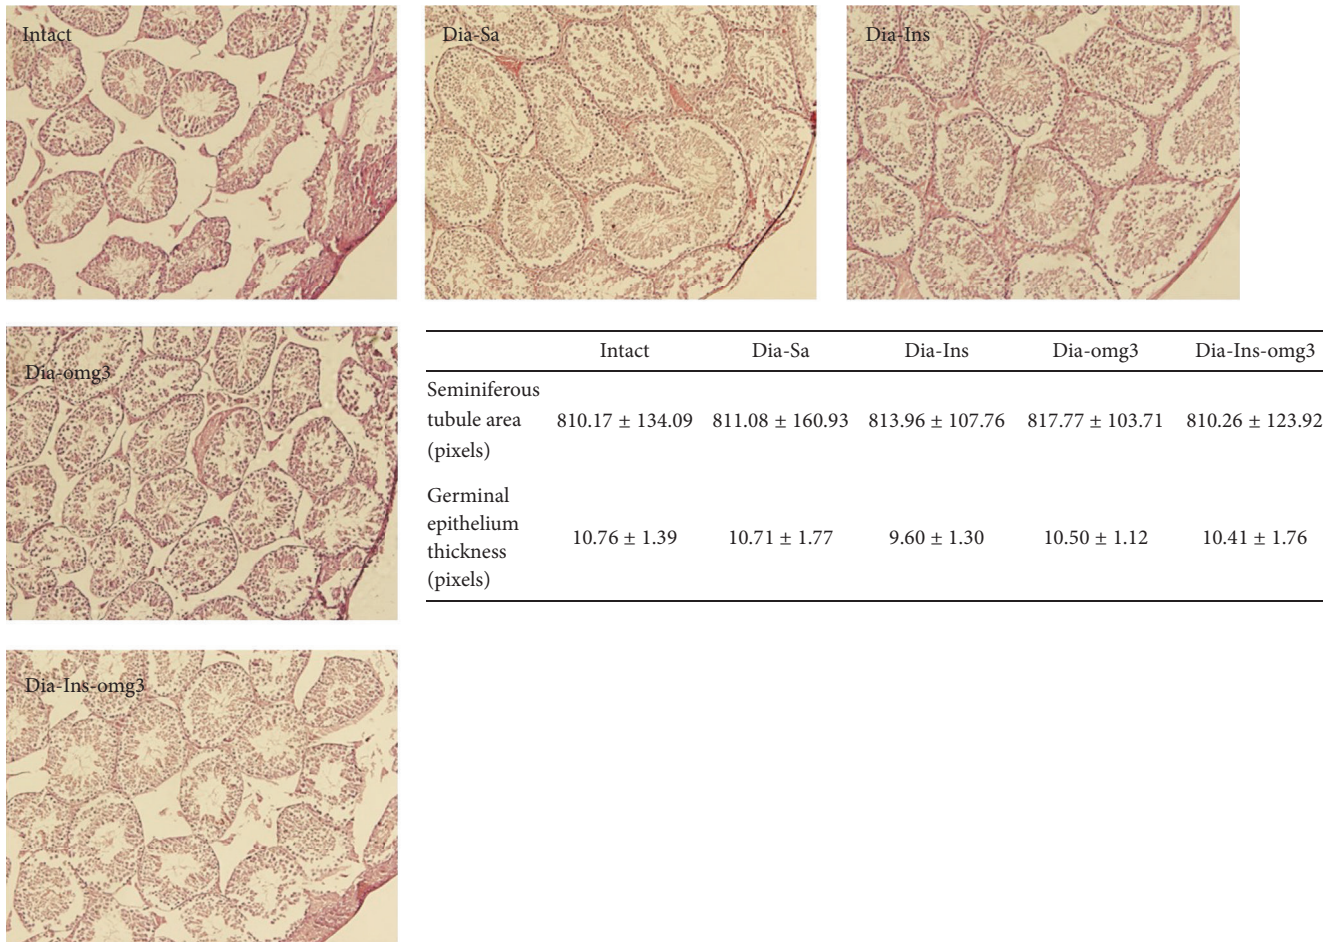 Intact
Dia-Sa
Dia-Ins
Dia-omg3
Intact Dia-Sa Dia-Ins Dia-omg3 Dia-Ins-omg3
Seminiferous
tubule area
(pixels)
810.17 ± 134.09 811.08 ± 160.93 813.96 ± 107.76 817.77 ± 103.71 810.26 ± 123.92
Germinal
epithelium
thickness
(pixels)
10.76 ± 1.39 10.71 ± 1.77 9.60 ± 1.30 10.50 ± 1.12 10.41 ± 1.76
Dia-Ins-omg3